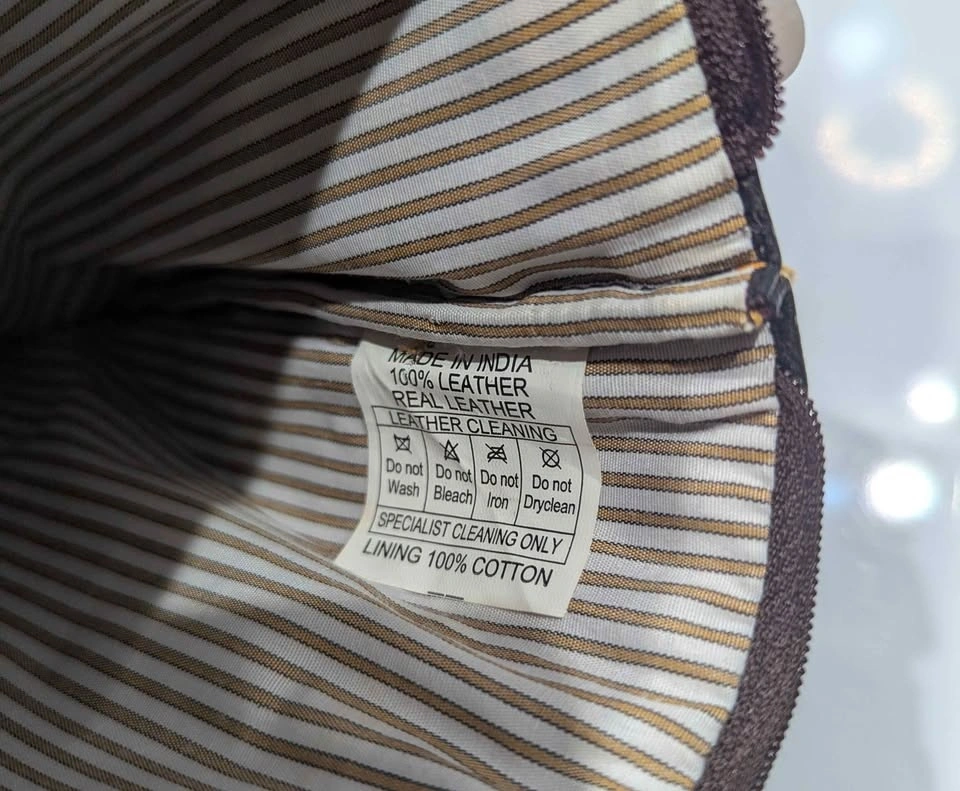 MADE IN INDIA
100% LEATHER
REAL LEATHER
LEATHER CLEANING
Do not Wash
Do not Bleach
Do not Iron
Do not Dryclean
SPECIALIST CLEANING ONLY
LINING 100% COTTON